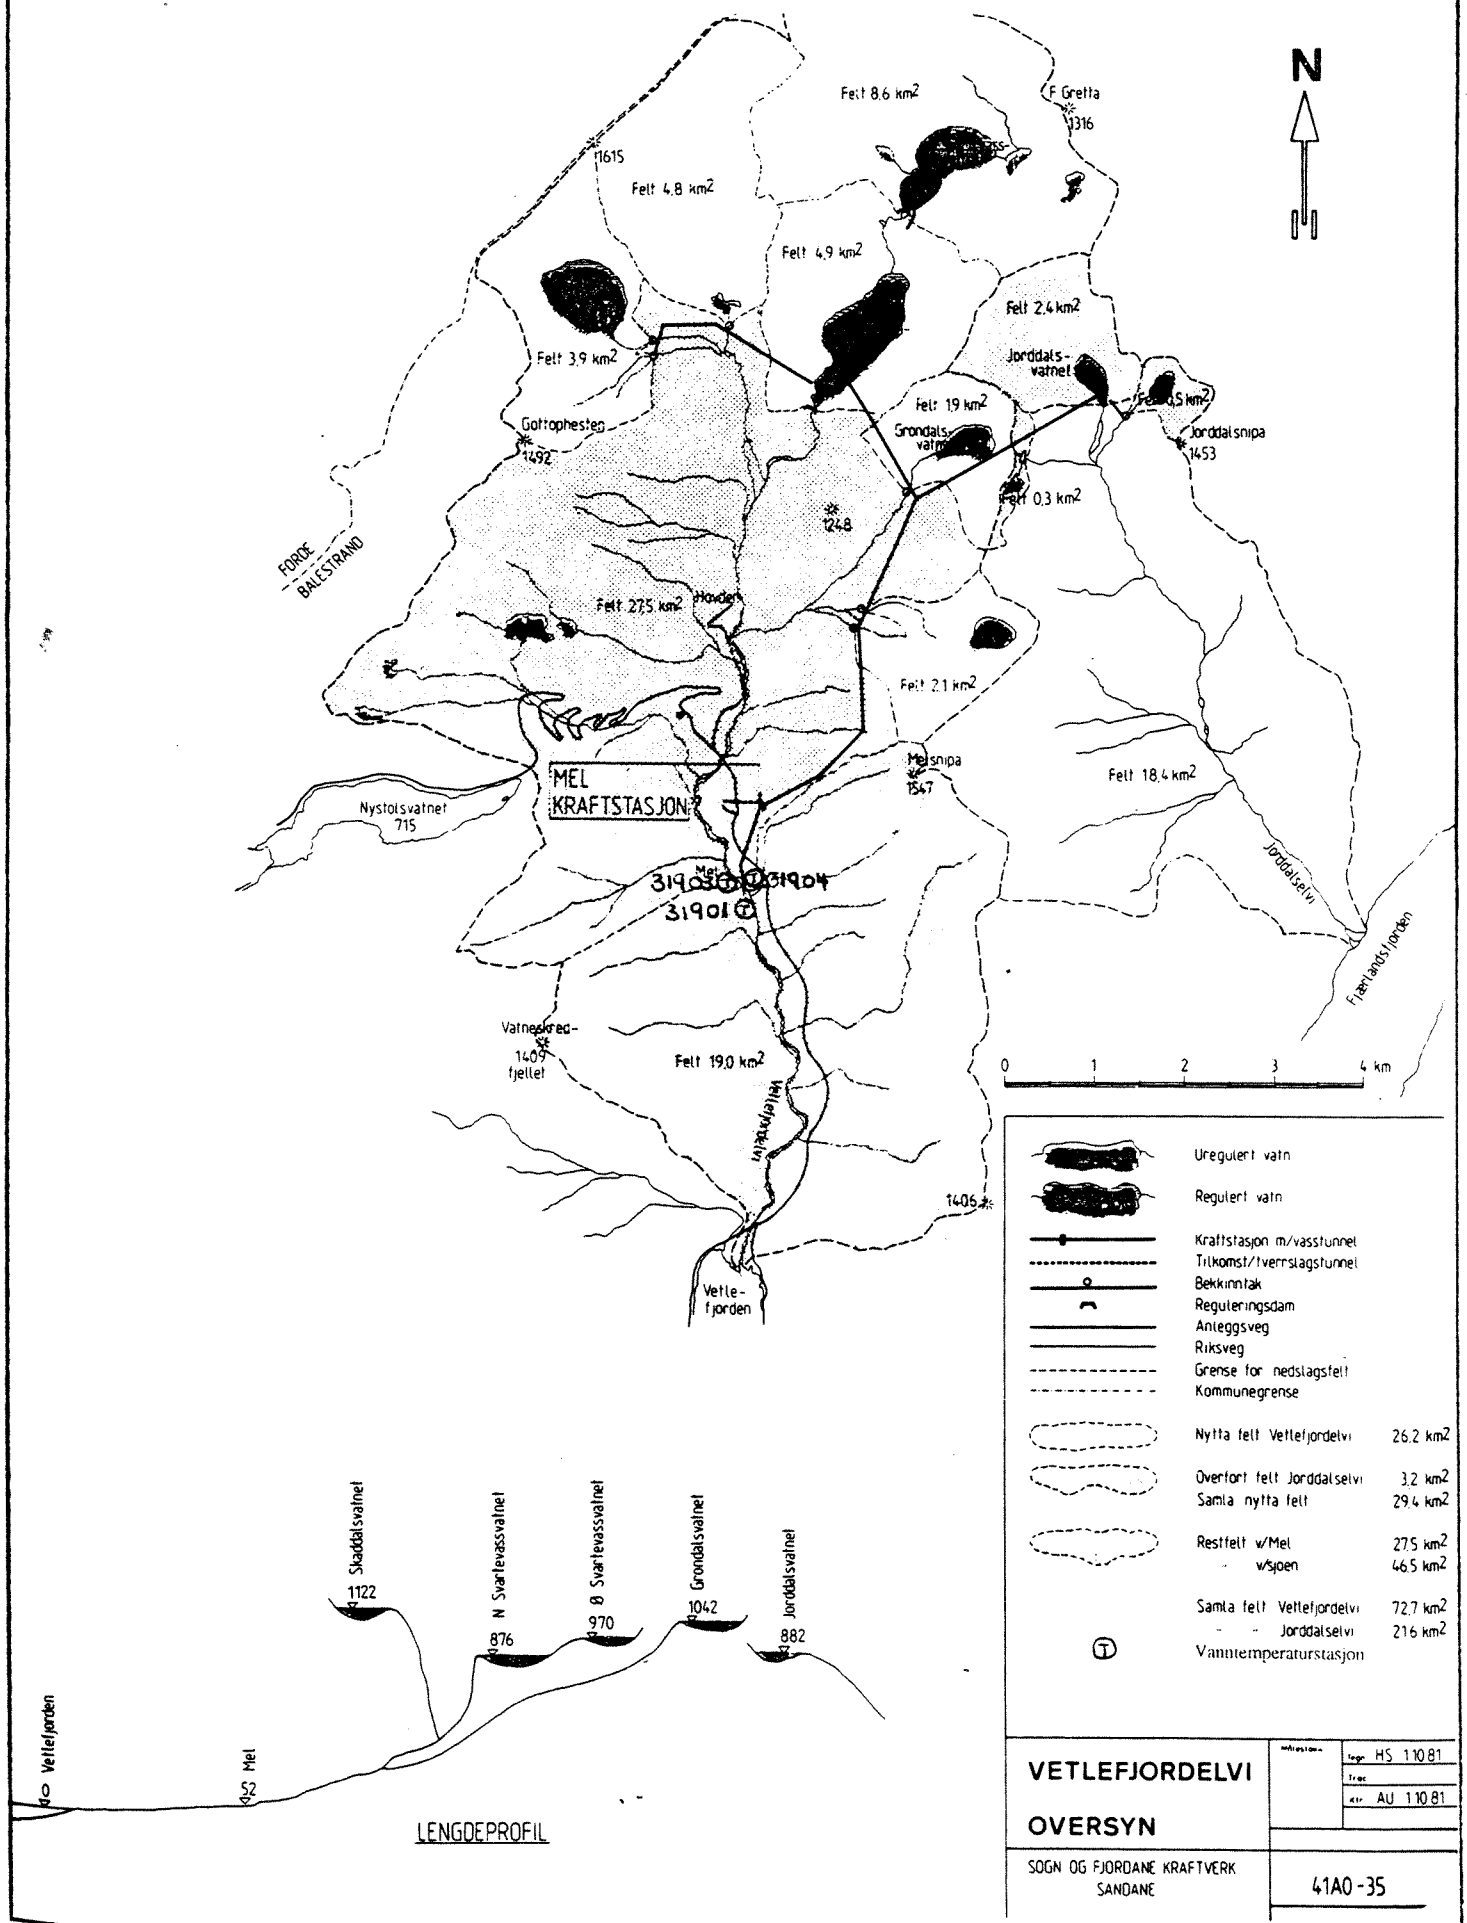 N
Felt 8,6 km2
F Gretta
1316
1615
Felt 4,8 km2
Felt 4,9 km2
Felt 2,4 km2
Felt 3,9 km2
Jorddals-
vatnet
Felt 1,9 km2
Felt 0,5 km2
Gottophesten
1492
Grondals-
vatn
Jorddalsnipa
1453
Felt 0,3 km2
1248
FORDE
BALESTRAND
Felt 27,5 km2
Hovden
Felt 2,1 km2
MEL
KRAFTSTASJON
Melsnipa
1547
Felt 18,4 km2
Nystolsvatnet
715
Jorddalselvi
Mel
31903 T T 31904
31901 T
Fjærlandsfjorden
Vatneskred-
1409
fjellet
Felt 19,0 km2
Vetlefjordelvi
0 1 2 3 4 km
1406
Vetle-
fjorden
Uregulert vatn
Regulert vatn
Kraftstasjon m/vasstunnel
Tilkomst/tverrslagstunnel
Bekkinntak
Reguleringsdam
Anleggsveg
Riksveg
Grense for nedslagsfelt
Kommunegrense
Nytta felt Vetlefjordelvi 26,2 km2
Overfort felt Jorddalselvi 3,2 km2
Samla nytta felt 29,4 km2
Restfelt v/Mel 27,5 km2
- v/sjoen 46,5 km2
Samla felt Vetlefjordelvi 72,7 km2
- - Jorddalselvi 21,6 km2
T Vanntemperaturstasjon
Skaddalsvatnet
1122
N Svartevassvatnet
876
Ø Svartevassvatnet
970
Grondalsvatnet
1042
Jorddalsvatnet
882
Vetlefjorden
0
Mel
52
LENGDEPROFIL
VETLEFJORDELVI
OVERSYN
Tegn HS 11.0.81
Trac
Ktr AU 11.0.81
SOGN OG FJORDANE KRAFTVERK
SANDANE
41A0-35